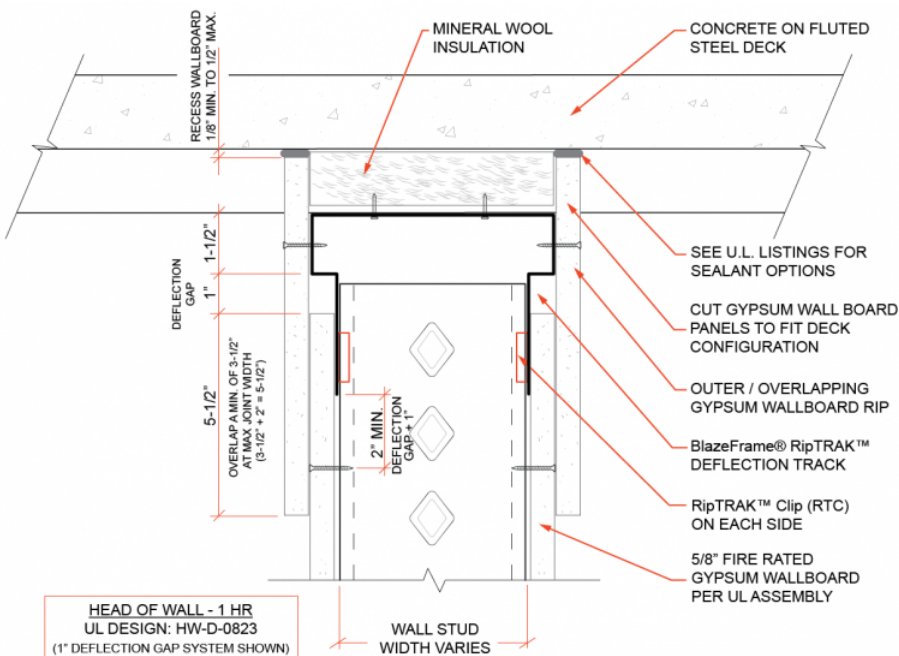 RECESS WALLBOARD
1/8" MIN. TO 1/2" MAX.
MINERAL WOOL
INSULATION
CONCRETE ON FLUTED
STEEL DECK
1-1/2"
DEFLECTION
GAP
1"
5-1/2"
OVERLAP A MIN. OF 3-1/2"
AT MAX JOINT WIDTH
(3-1/2" + 2" = 5-1/2")
2" MIN.
DEFLECTION
GAP + 1"
SEE U.L. LISTINGS FOR
SEALANT OPTIONS
CUT GYPSUM WALL BOARD
PANELS TO FIT DECK
CONFIGURATION
OUTER / OVERLAPPING
GYPSUM WALLBOARD RIP
BlazeFrame® RipTRAK™
DEFLECTION TRACK
RipTRAK™ Clip (RTC)
ON EACH SIDE
5/8" FIRE RATED
GYPSUM WALLBOARD
PER UL ASSEMBLY
HEAD OF WALL - 1 HR
UL DESIGN: HW-D-0823
(1" DEFLECTION GAP SYSTEM SHOWN)
WALL STUD
WIDTH VARIES